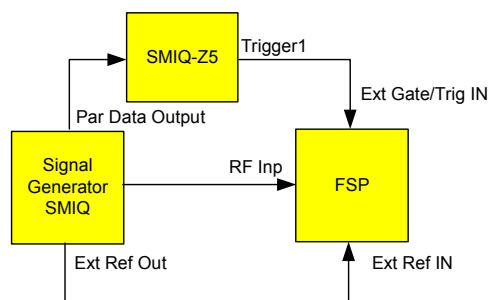 SMIQ-Z5
Trigger1
Ext Gate/Trig IN
Par Data Output
Signal
Generator
SMIQ
RF Inp
FSP
Ext Ref Out
Ext Ref IN